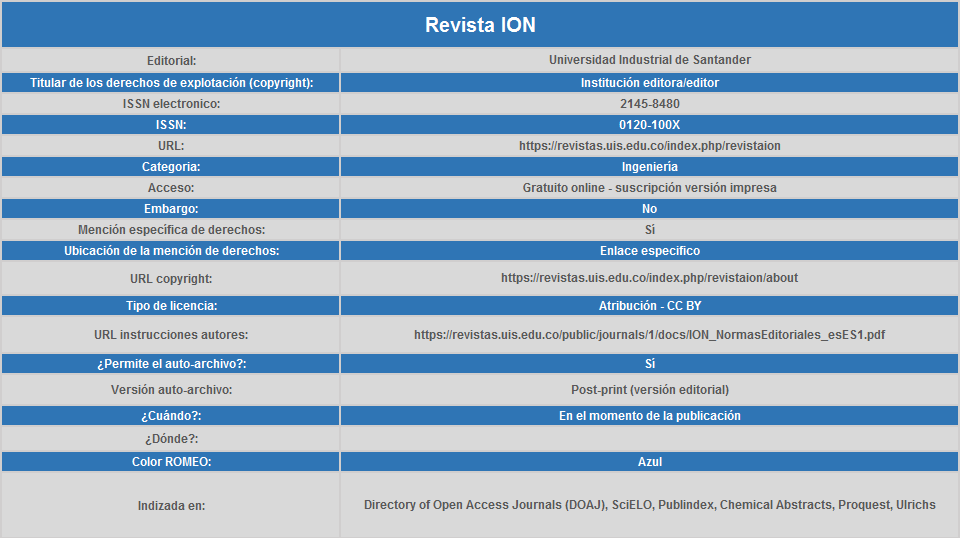 Revista ION
Editorial: Universidad Industrial de Santander
Titular de los derechos de explotación (copyright): Institución editora/editor
ISSN electronico: 2145-8480
ISSN: 0120-100X
URL: https://revistas.uis.edu.co/index.php/revistaion
Categoria: Ingeniería
Acceso: Gratuito online - suscripción versión impresa
Embargo: No
Mención específica de derechos: Sí
Ubicación de la mención de derechos: Enlace específico
URL copyright: https://revistas.uis.edu.co/index.php/revistaion/about
Tipo de licencia: Atribución - CC BY
URL instrucciones autores: https://revistas.uis.edu.co/public/journals/1/docs/ION_NormasEditoriales_esES1.pdf
¿Permite el auto-archivo?: Sí
Versión auto-archivo: Post-print (versión editorial)
¿Cuándo?: En el momento de la publicación
¿Dónde?:
Color ROMEO: Azul
Indizada en: Directory of Open Access Journals (DOAJ), SciELO, Publindex, Chemical Abstracts, Proquest, Ulrichs